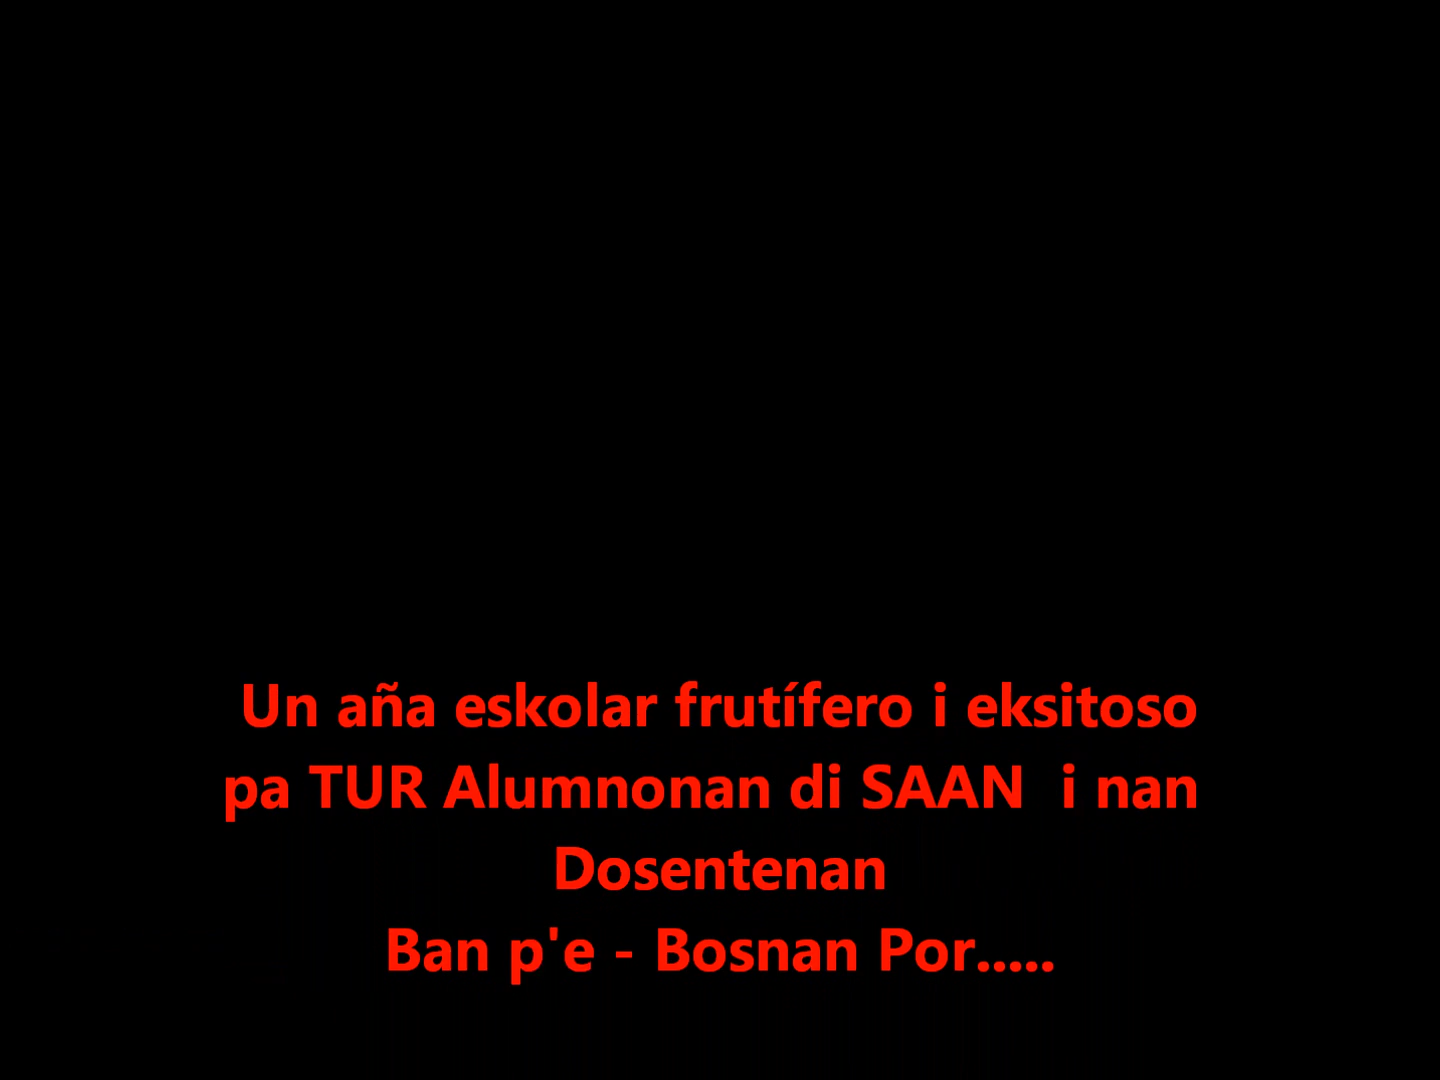 Un aña eskolar frutífero i eksitoso
pa TUR Alumnonan di SAAN i nan
Dosentenan
Ban p'e - Bosnan Por.....